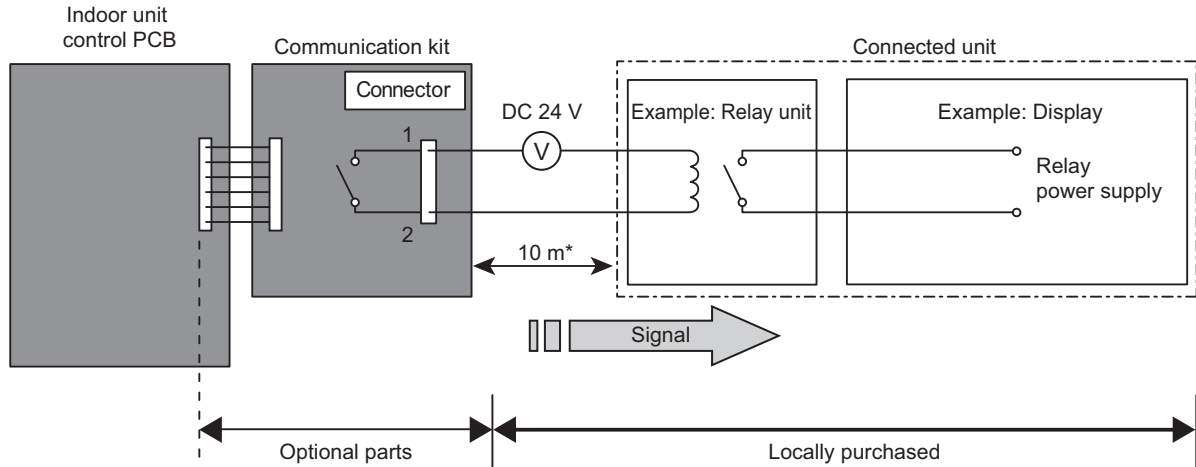 Indoor unit
control PCB
Communication kit
Connected unit
Connector
DC 24 V
Example: Relay unit
Example: Display
1
V
Relay
power supply
2
10 m*
Signal
Optional parts
Locally purchased